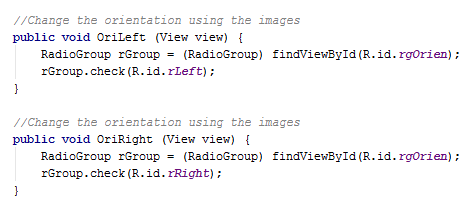 //Change the orientation using the images
public void OriLeft (View view) {
    RadioGroup rGroup = (RadioGroup) findViewById(R.id.rgOrien);
    rGroup.check(R.id.rLeft);
}
//Change the orientation using the images
public void OriRight (View view) {
    RadioGroup rGroup = (RadioGroup) findViewById(R.id.rgOrien);
    rGroup.check(R.id.rRight);
}